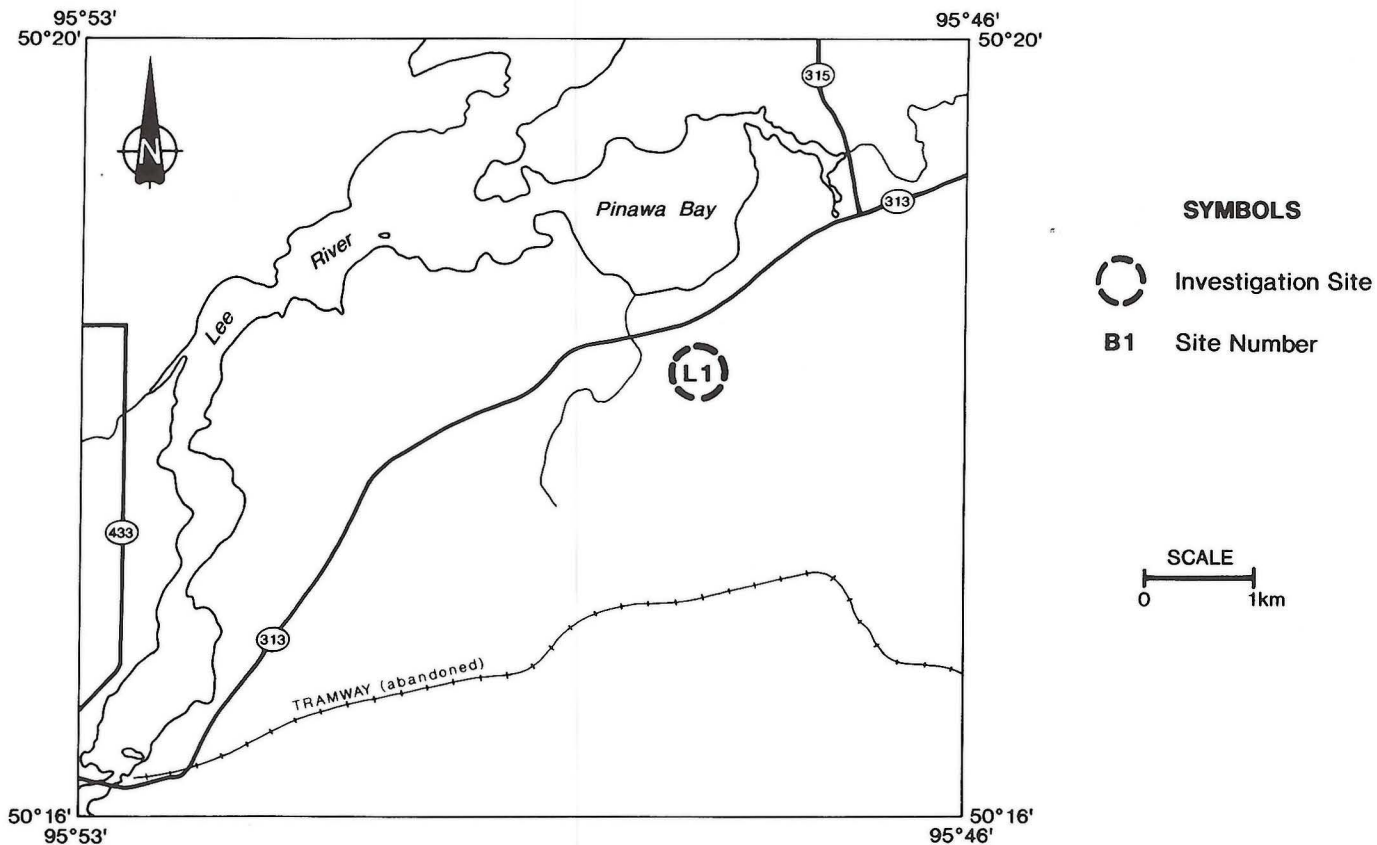 95°53' 95°46'
50°20' 50°20'
315
N
313
Pinawa Bay
SYMBOLS
River
Investigation Site
Lee
B1 Site Number
L1
433
SCALE
0 1km
313
TRAMWAY (abandoned)
50°16' 50°16'
95°53' 95°46'